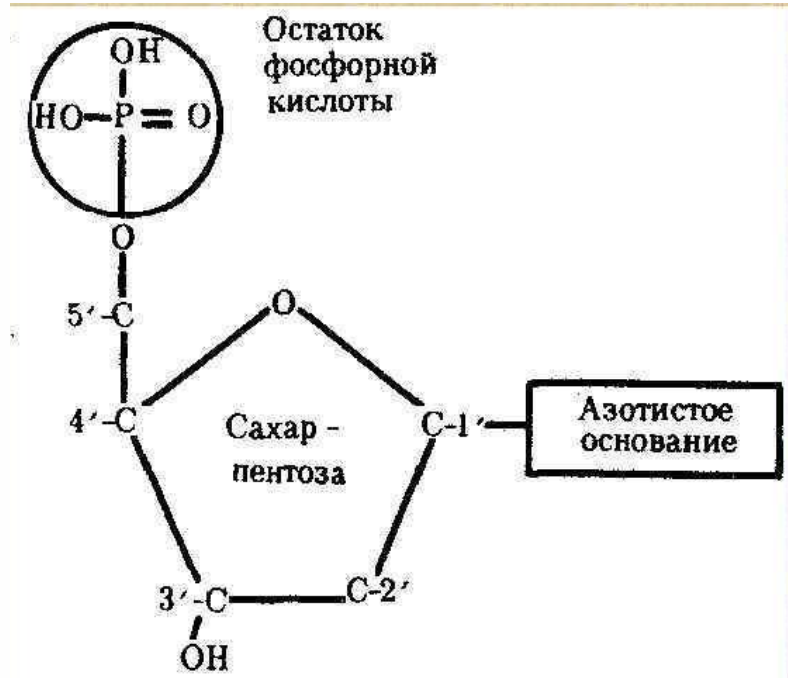 Остаток
фосфорной
кислоты
OH
HO-P=O
O
5′-C
O
4′-C
Сахар -
пентоза
C-1′
Азотистое
основание
3′-C
C-2′
OH